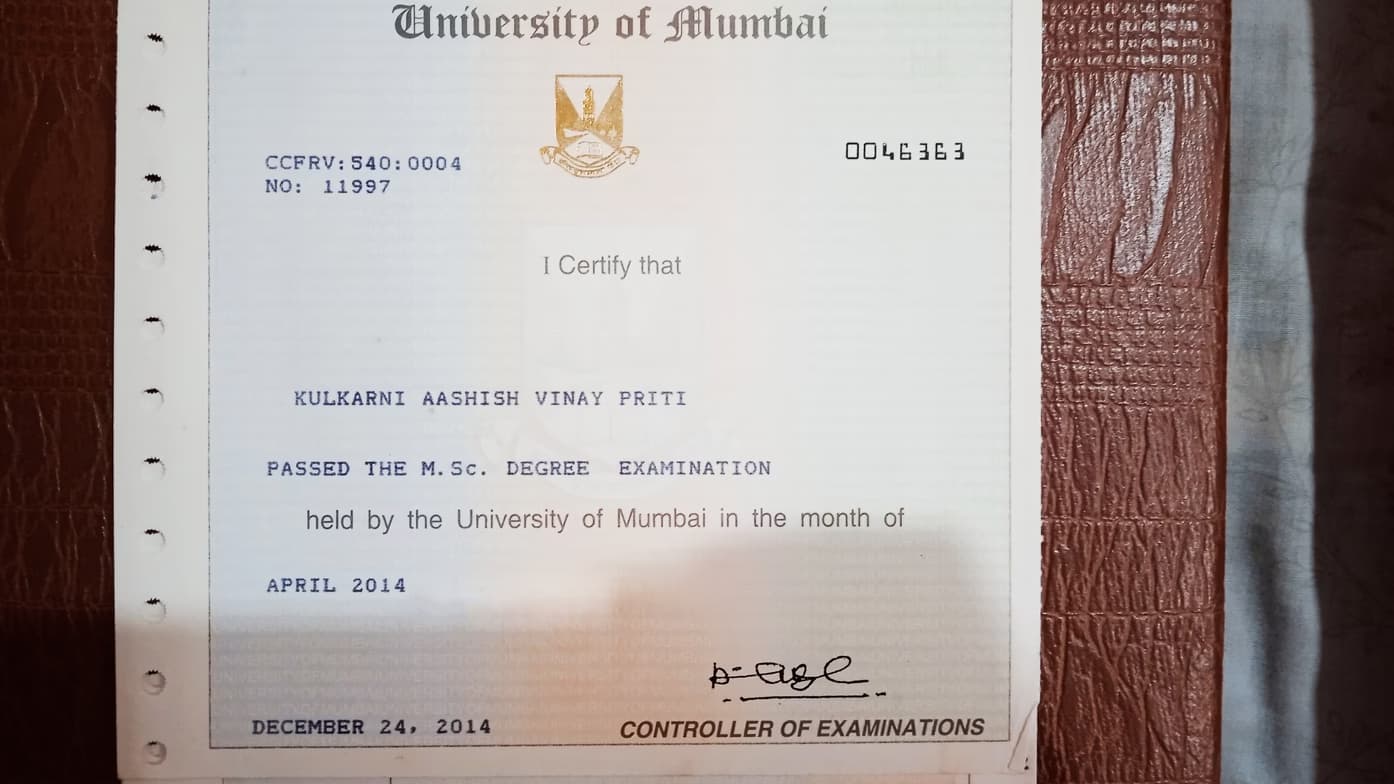 University of Mumbai
0046363
CCFRV:540:0004
NO: 11997
I Certify that
KULKARNI AASHISH VINAY PRITI
PASSED THE M.Sc. DEGREE EXAMINATION
held by the University of Mumbai in the month of
APRIL 2014
DECEMBER 24, 2014
CONTROLLER OF EXAMINATIONS